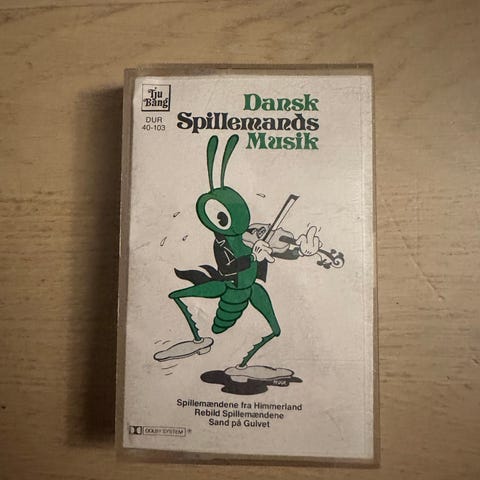 Tju
Bang
DUR
40-103
Dansk
Spillemands
Musik
Spillemændene fra Himmerland
Rebild Spillemændene
Sand på Gulvet
DOLBY SYSTEM ®